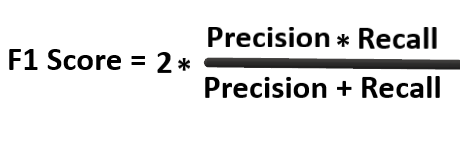 F1 Score = 2 * Precision * Recall
Precision + Recall